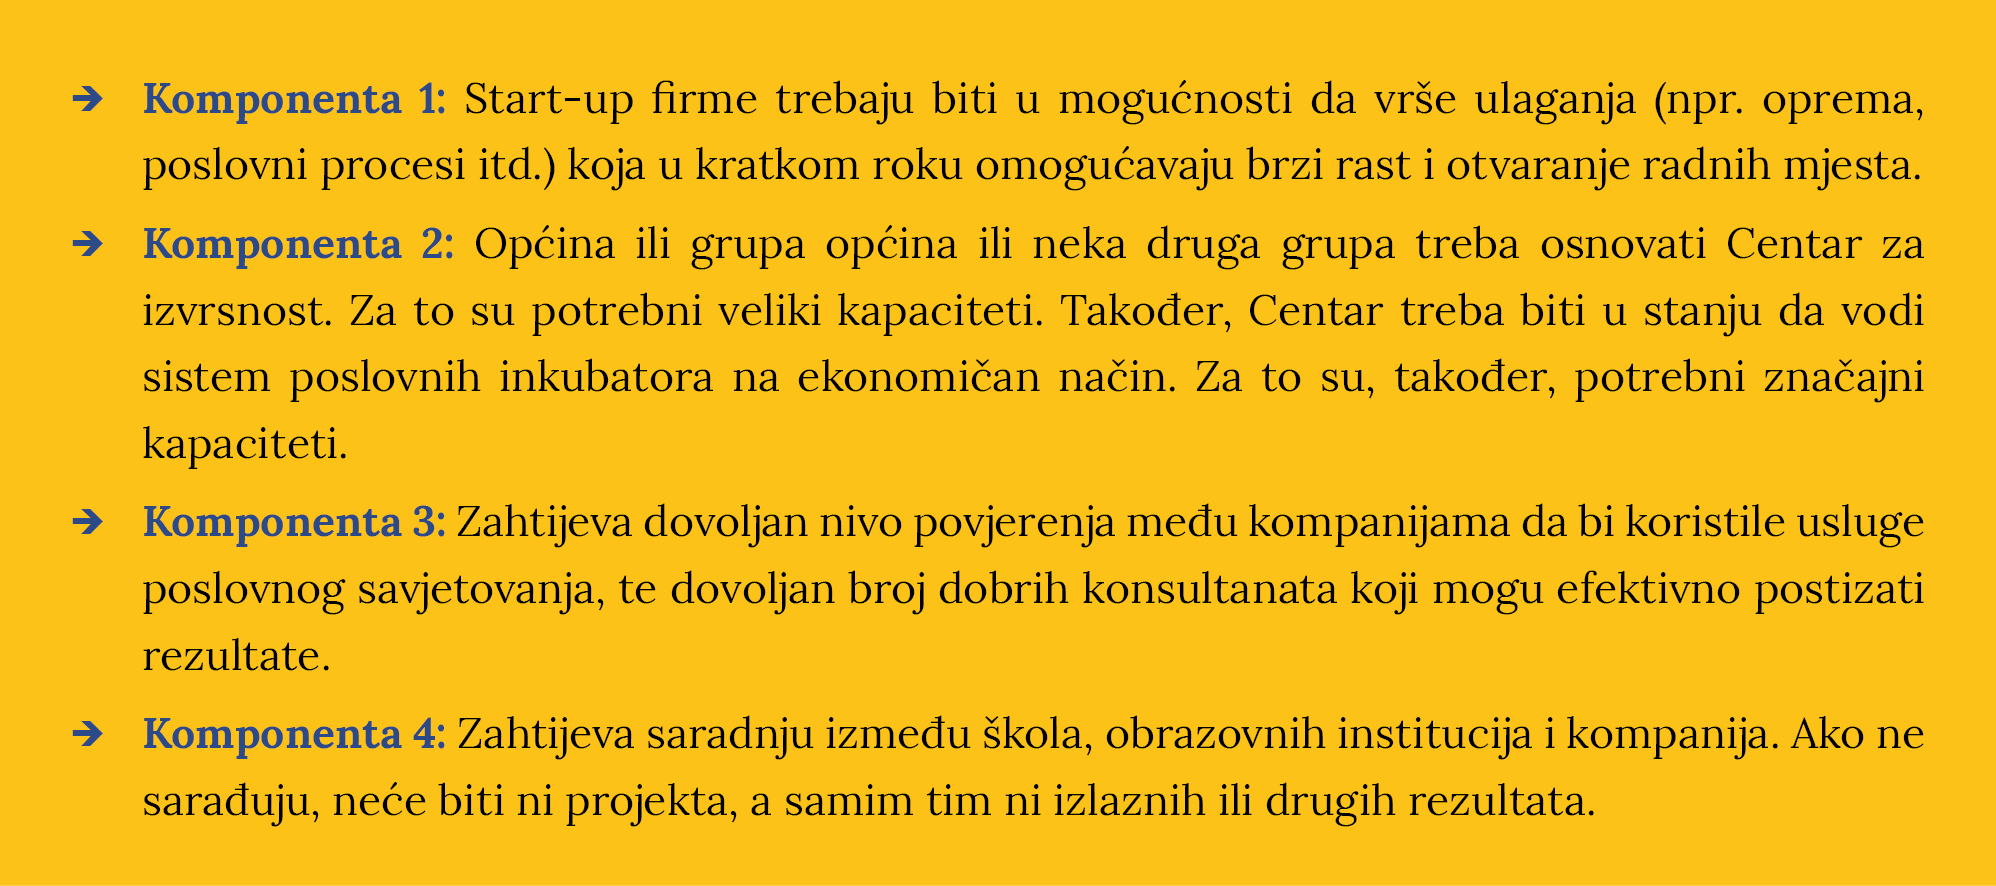 ➔ Komponenta 1: Start-up firme trebaju biti u mogućnosti da vrše ulaganja (npr. oprema,
poslovni procesi itd.) koja u kratkom roku omogućavaju brzi rast i otvaranje radnih mjesta.
➔ Komponenta 2: Općina ili grupa općina ili neka druga grupa treba osnovati Centar za
izvrsnost. Za to su potrebni veliki kapaciteti. Također, Centar treba biti u stanju da vodi
sistem poslovnih inkubatora na ekonomičan način. Za to su, također, potrebni značajni
kapaciteti.
➔ Komponenta 3: Zahtijeva dovoljan nivo povjerenja među kompanijama da bi koristile usluge
poslovnog savjetovanja, te dovoljan broj dobrih konsultanata koji mogu efektivno postizati
rezultate.
➔ Komponenta 4: Zahtijeva saradnju između škola, obrazovnih institucija i kompanija. Ako ne
sarađuju, neće biti ni projekta, a samim tim ni izlaznih ili drugih rezultata.